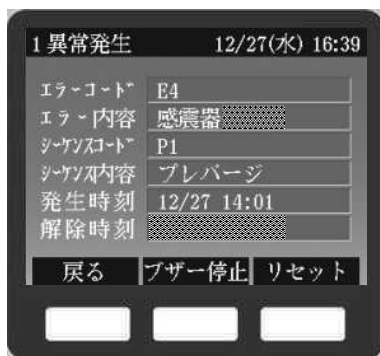 1 異常発生 12/27(水) 16:39
エラーコード E4
エラー内容 感震器
シーケンスコード P1
シーケンス内容 プレパージ
発生時刻 12/27 14:01
解除時刻
戻る ブザー停止 リセット